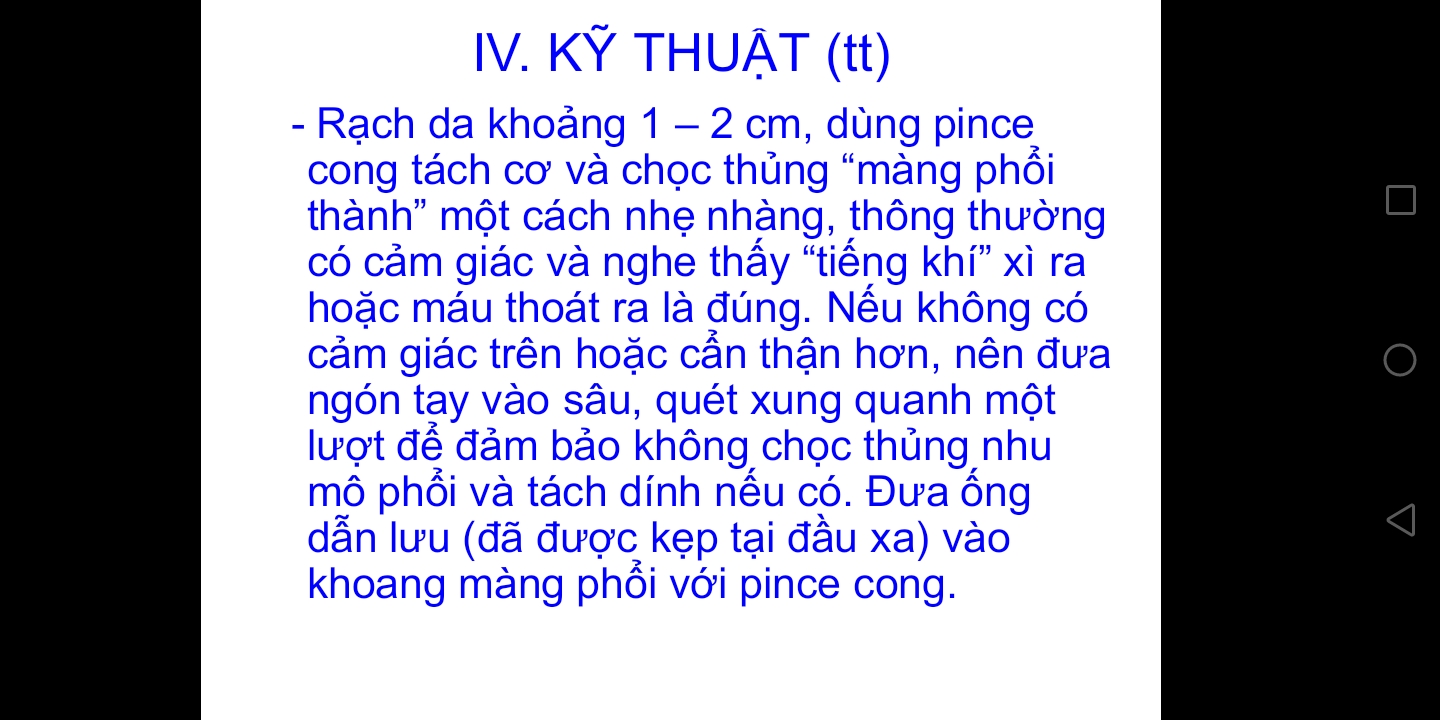 IV. KỸ THUẬT (tt)
- Rạch da khoảng 1 – 2 cm, dùng pince
cong tách cơ và chọc thủng “màng phổi
thành” một cách nhẹ nhàng, thông thường
có cảm giác và nghe thấy “tiếng khí” xì ra
hoặc máu thoát ra là đúng. Nếu không có
cảm giác trên hoặc cẩn thận hơn, nên đưa
ngón tay vào sâu, quét xung quanh một
lượt để đảm bảo không chọc thủng nhu
mô phổi và tách dính nếu có. Đưa ống
dẫn lưu (đã được kẹp tại đầu xa) vào
khoang màng phổi với pince cong.